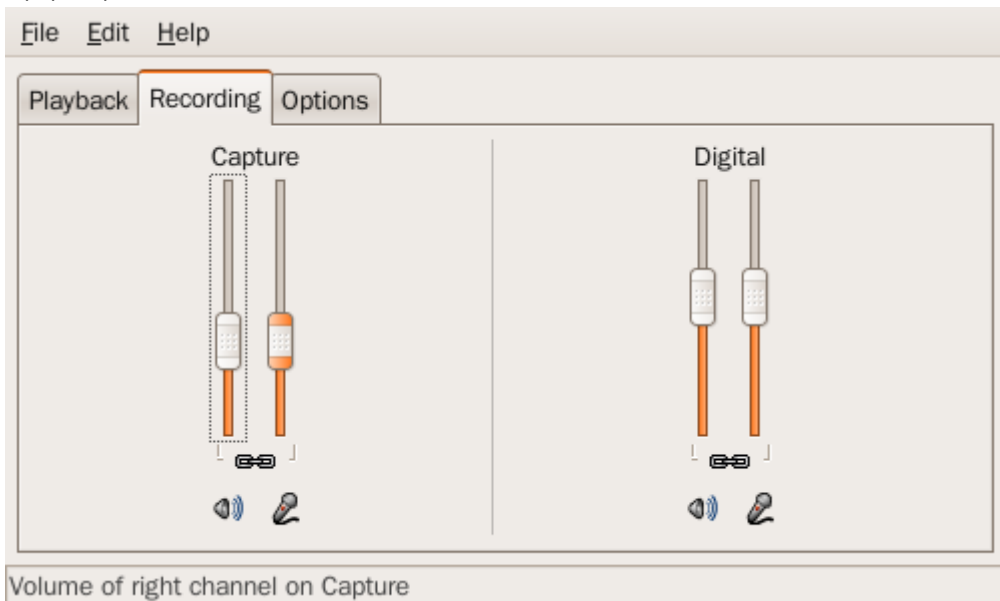 File Edit Help
Playback Recording Options
Capture Digital
Volume of right channel on Capture